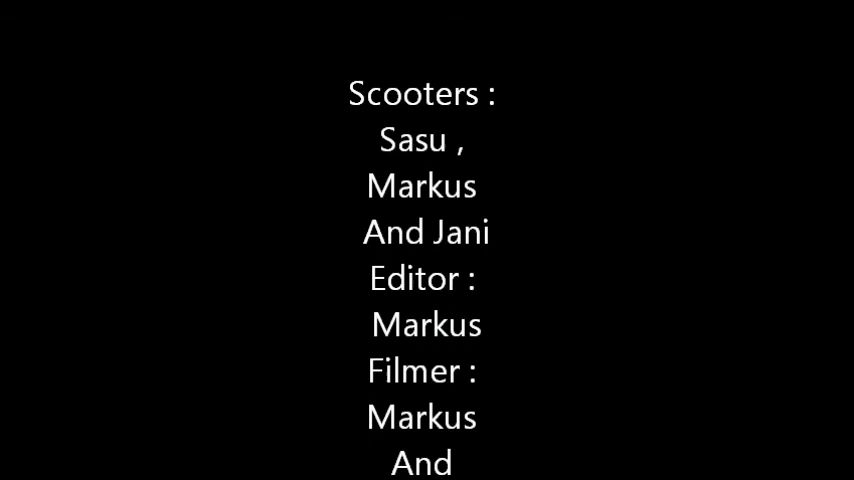 Scooters :
Sasu ,
Markus
And Jani
Editor :
Markus
Filmer :
Markus
And